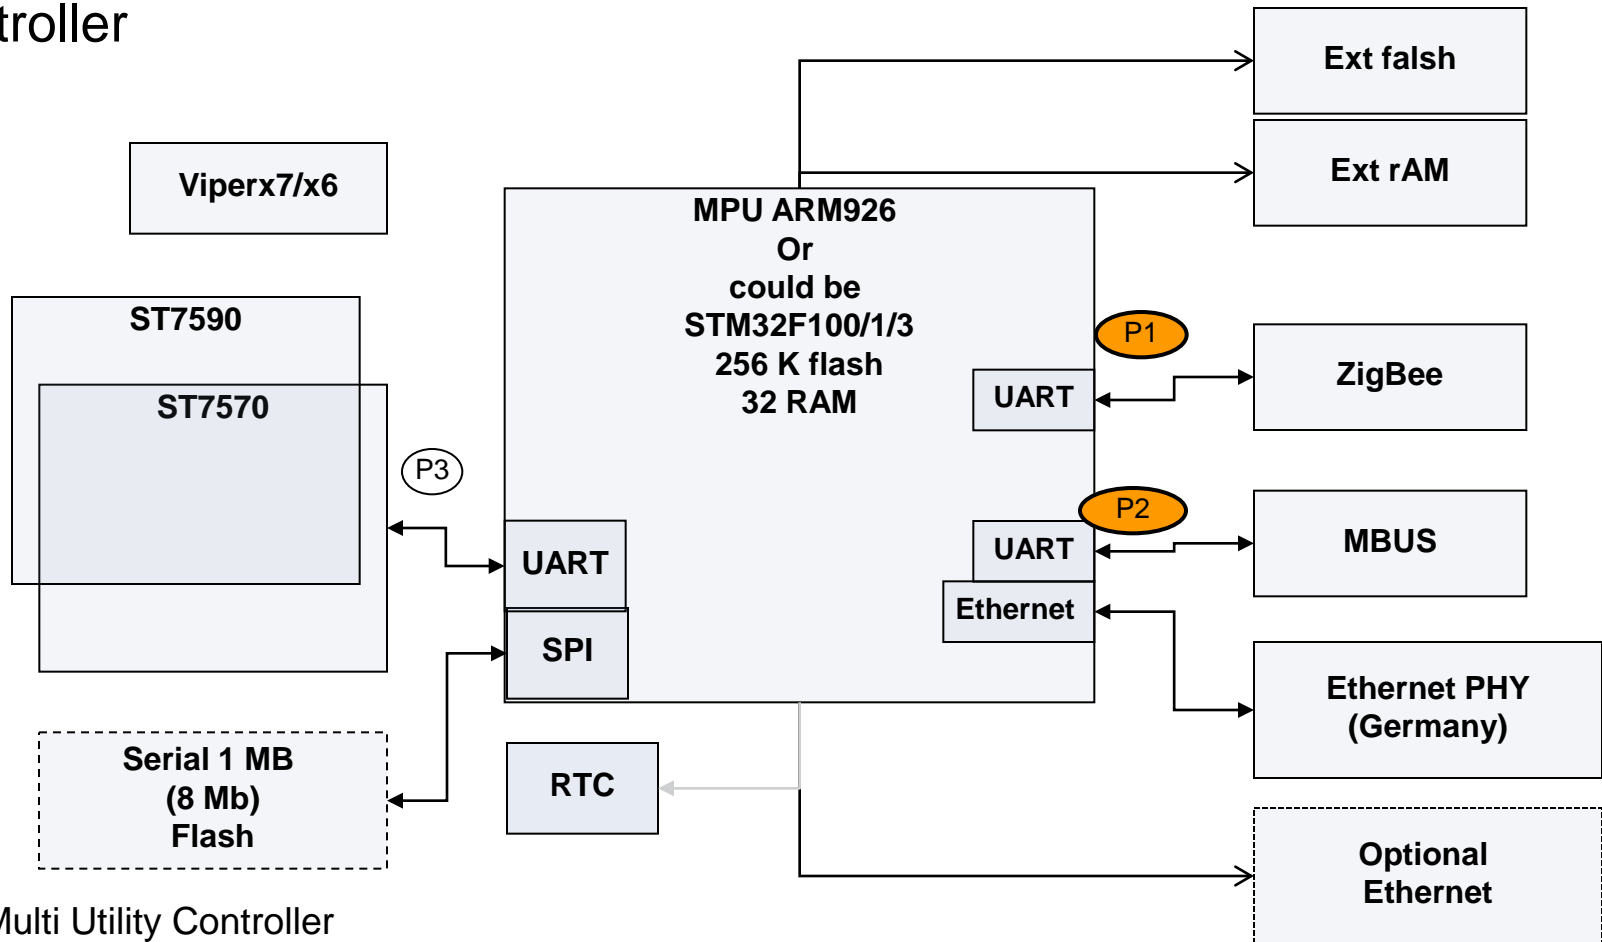 troller
Ext falsh
Ext rAM
Viperx7/x6
MPU ARM926
Or
could be
STM32F100/1/3
256 K flash
32 RAM
ST7590
ST7570
P3
P1
UART
ZigBee
P2
UART
MBUS
UART
Ethernet
SPI
Ethernet PHY
(Germany)
Serial 1 MB
(8 Mb)
Flash
RTC
Optional
Ethernet
Multi Utility Controller